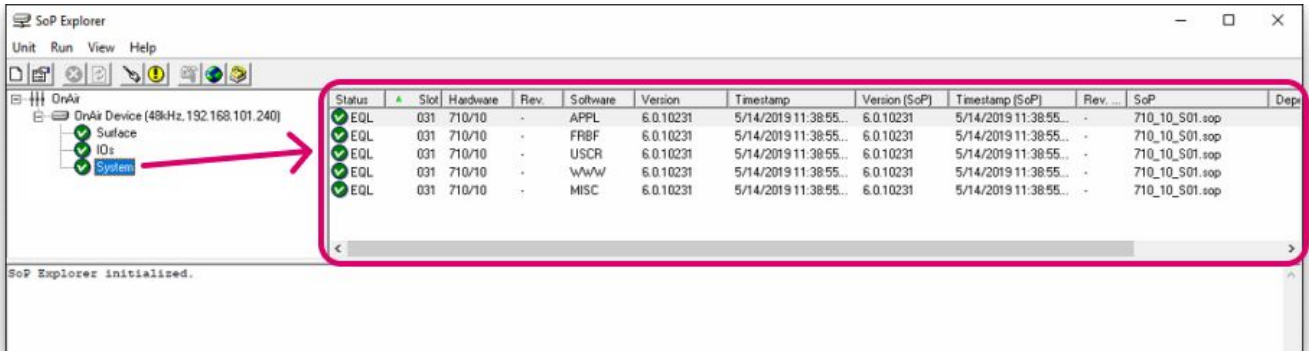 SoP Explorer
Unit Run View Help
OnAir
OnAir Device (48kHz, 192.168.101.240)
Surface
IOs
System
Status Slot Hardware Rev. Software Version Timestamp Version (SoP) Timestamp (SoP) Rev. ... SoP Depe
EQL 031 710/10 - APPL 6.0.10231 5/14/2019 11:38:55... 6.0.10231 5/14/2019 11:38:55... - 710_10_S01.sop
EQL 031 710/10 - FRBF 6.0.10231 5/14/2019 11:38:55... 6.0.10231 5/14/2019 11:38:55... - 710_10_S01.sop
EQL 031 710/10 - USCR 6.0.10231 5/14/2019 11:38:55... 6.0.10231 5/14/2019 11:38:55... - 710_10_S01.sop
EQL 031 710/10 - WWW 6.0.10231 5/14/2019 11:38:55... 6.0.10231 5/14/2019 11:38:55... - 710_10_S01.sop
EQL 031 710/10 - MISC 6.0.10231 5/14/2019 11:38:55... 6.0.10231 5/14/2019 11:38:55... - 710_10_S01.sop
SoP Explorer initialized.